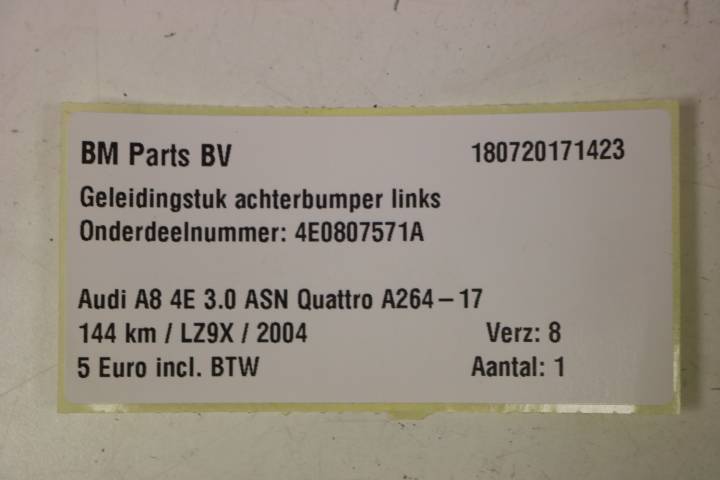 BM Parts BV 180720171423
Geleidingstuk achterbumper links
Onderdeelnummer: 4E0807571A
Audi A8 4E 3.0 ASN Quattro A264 – 17
144 km / LZ9X / 2004 Verz: 8
5 Euro incl. BTW Aantal: 1